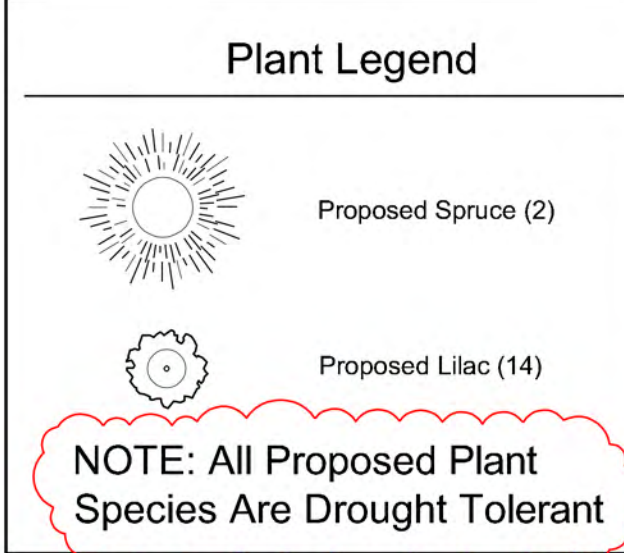 Plant Legend
Proposed Spruce (2)
Proposed Lilac (14)
NOTE: All Proposed Plant
Species Are Drought Tolerant